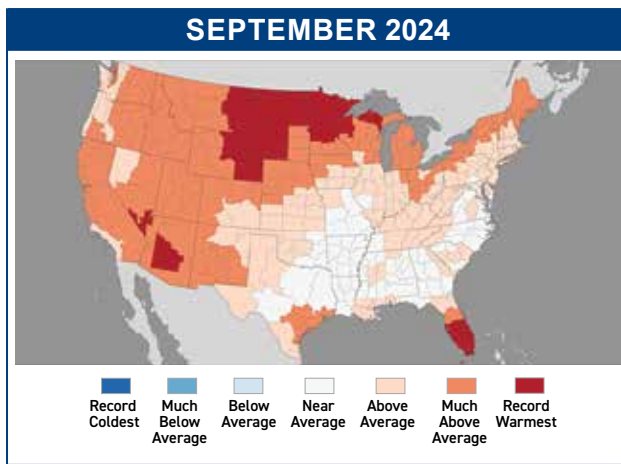 SEPTEMBER 2024
Record Coldest
Much Below Average
Below Average
Near Average
Above Average
Much Above Average
Record Warmest